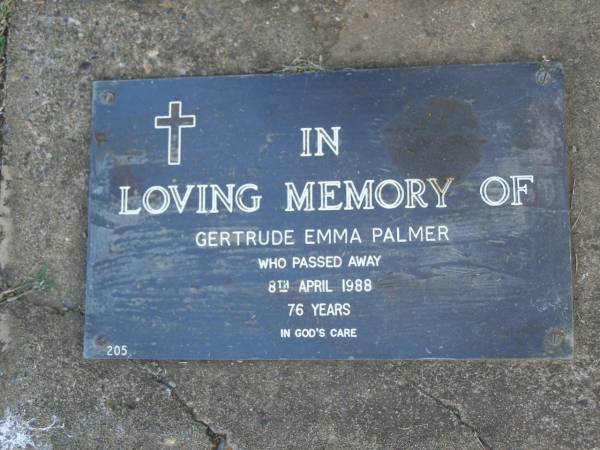 IN
LOVING MEMORY OF
GERTRUDE EMMA PALMER
WHO PASSED AWAY
8TH APRIL 1988
76 YEARS
IN GOD'S CARE
205